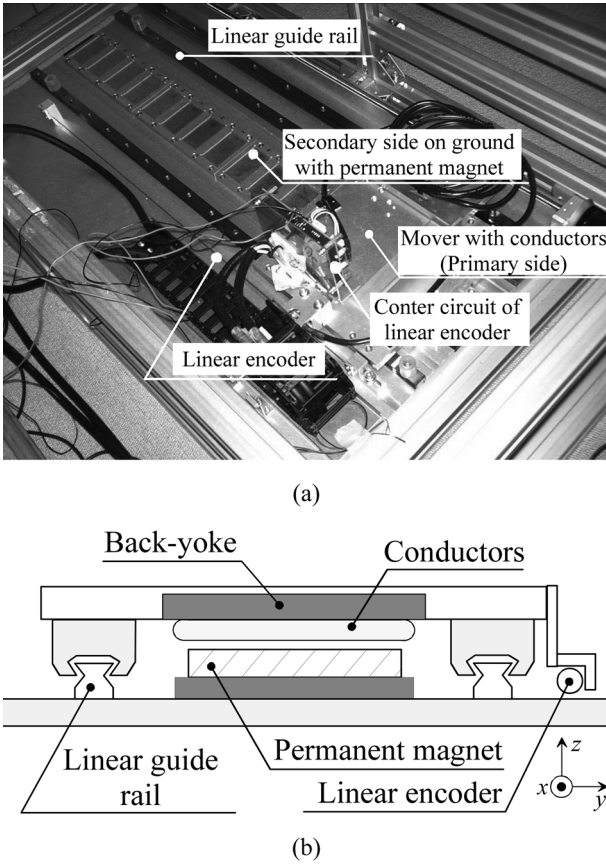 Linear guide rail
Secondary side on ground
with permanent magnet
Mover with conductors
(Primary side)
Conter circuit of
linear encoder
Linear encoder
(a)
Back-yoke
Conductors
Linear guide
rail
Permanent magnet
Linear encoder
z
x
y
(b)